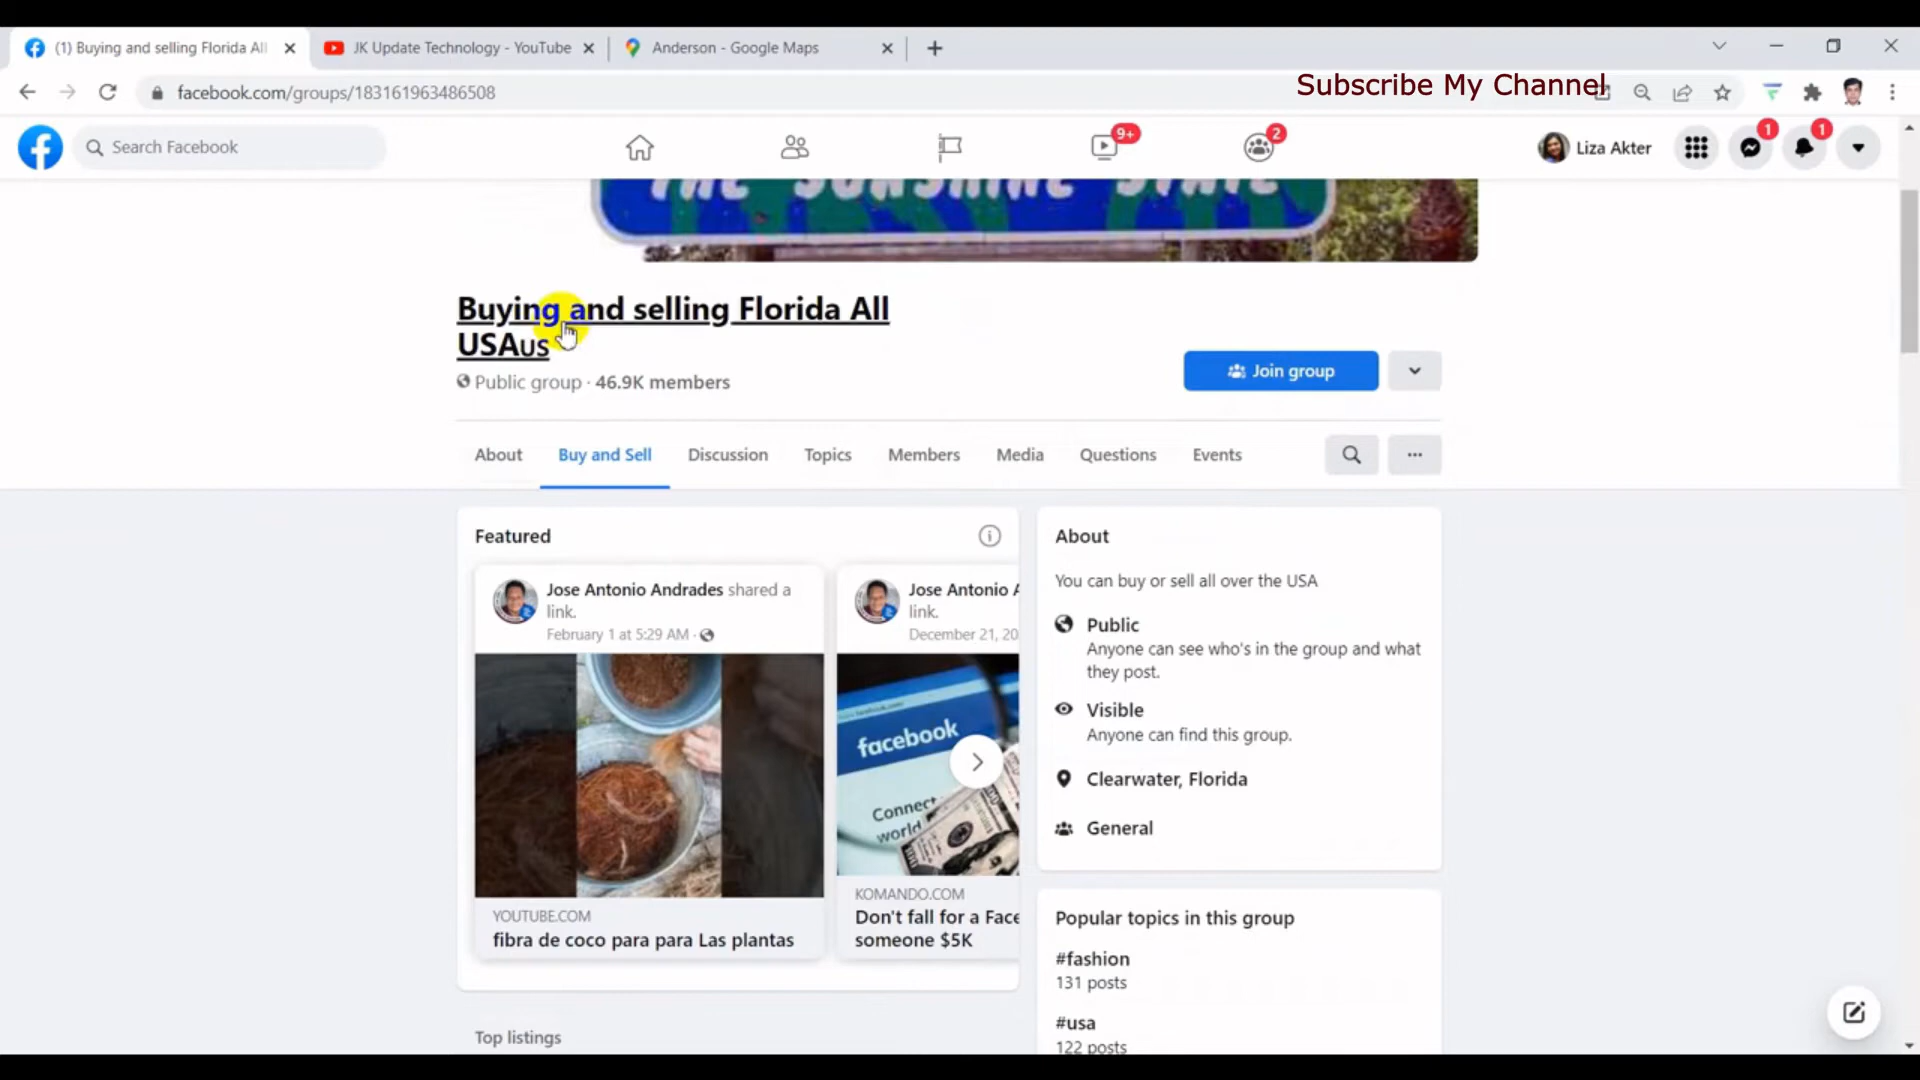 (1) Buying and selling Florida All
JK Update Technology - YouTube
Anderson - Google Maps
facebook.com/groups/183161963486508
Subscribe My Channel
Search Facebook
9+
2
Liza Akter
1
1
THE SUNSHINE STATE
Buying and selling Florida All
USAUS
Public group · 46.9K members
Join group
About
Buy and Sell
Discussion
Topics
Members
Media
Questions
Events
Featured
Jose Antonio Andrades shared a
link.
February 1 at 5:29 AM ·
YOUTUBE.COM
fibra de coco para para Las plantas
Jose Antonio A
link.
December 21, 20
facebook
Connect
world
KOMANDO.COM
Don't fall for a Face
someone $5K
About
You can buy or sell all over the USA
Public
Anyone can see who's in the group and what
they post.
Visible
Anyone can find this group.
Clearwater, Florida
General
Popular topics in this group
#fashion
131 posts
#usa
122 posts
Top listings